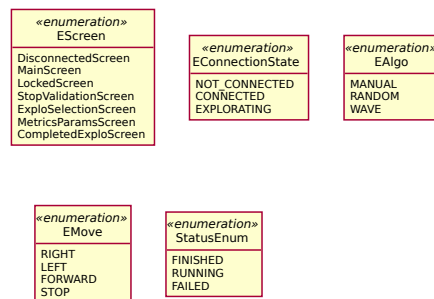 «enumeration»
EScreen
DisconnectedScreen
MainScreen
LockedScreen
StopValidationScreen
ExploSelectionScreen
MetricsParamsScreen
CompletedExploScreen
«enumeration»
EConnectionState
NOT_CONNECTED
CONNECTED
EXPLORATING
«enumeration»
EAlgo
MANUAL
RANDOM
WAVE
«enumeration»
EMove
RIGHT
LEFT
FORWARD
STOP
«enumeration»
StatusEnum
FINISHED
RUNNING
FAILED